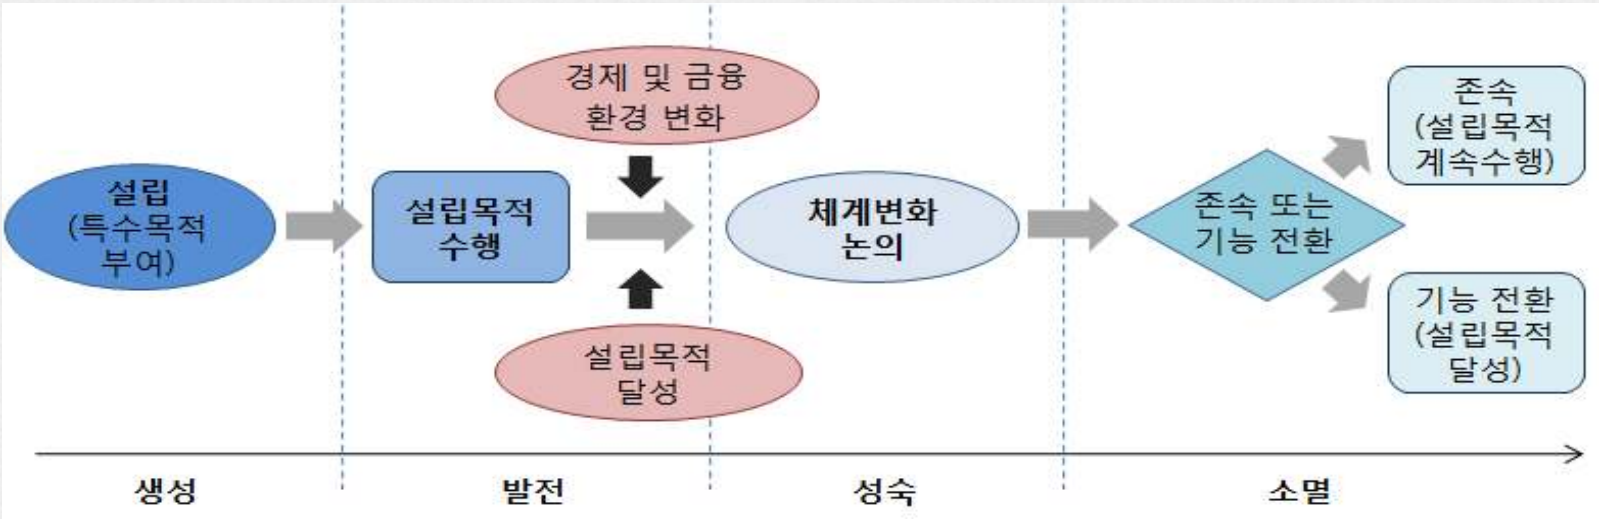 설립
(특수목적
부여)
설립목적
수행
경제 및 금융
환경 변화
설립목적
달성
체계변화
논의
존속 또는
기능 전환
존속
(설립목적
계속수행)
기능 전환
(설립목적
달성)
생성
발전
성숙
소멸